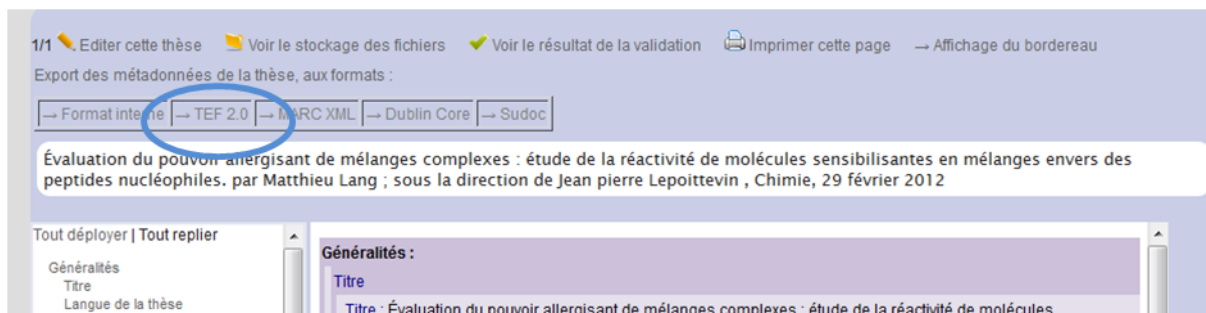 1/1 Editer cette thèse Voir le stockage des fichiers Voir le résultat de la validation Imprimer cette page → Affichage du bordereau
Export des métadonnées de la thèse, aux formats :
→ Format interne → TEF 2.0 → MARC XML → Dublin Core → Sudoc
Évaluation du pouvoir allergisant de mélanges complexes : étude de la réactivité de molécules sensibilisantes en mélanges envers des
peptides nucléophiles. par Matthieu Lang ; sous la direction de Jean pierre Lepoittevin , Chimie, 29 février 2012
Tout déployer | Tout replier
Généralités
Titre
Langue de la thèse
Généralités :
Titre
Titre : Évaluation du pouvoir allergisant de mélanges complexes : étude de la réactivité de molécules